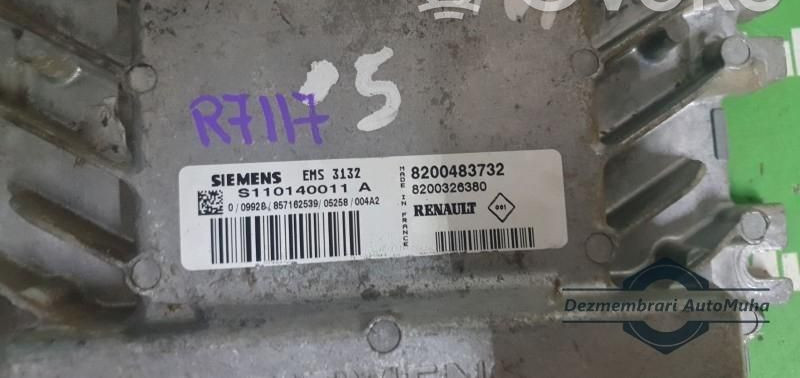 R7117
'5
SIEMENS EMS 3132
S110140011 A
0/09928/857162539/05258/004A2
MADE IN FRANCE
8200483732
8200326380
RENAULT
001
Dezmembrari AutoMuha